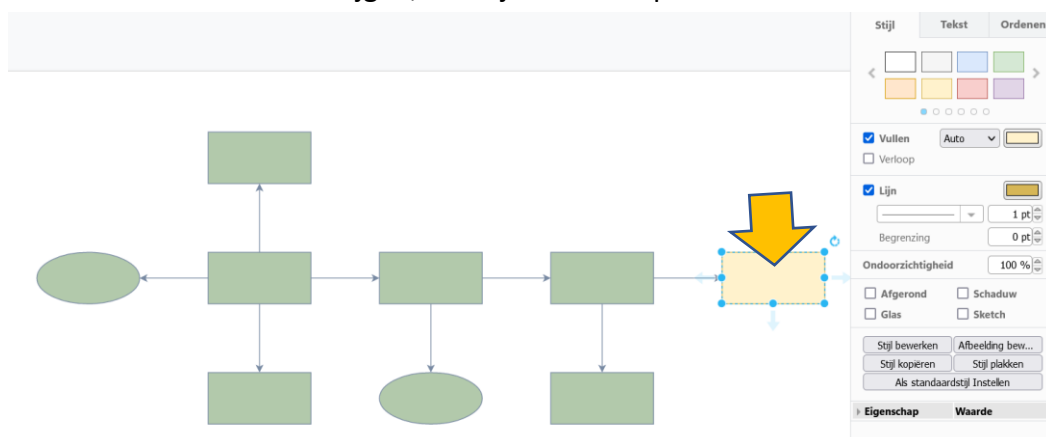 Stijl Tekst Ordenen
Vullen Auto
Verloop
Lijn
1 pt
Begrenzing 0 pt
Ondoorzichtigheid 100 %
Afgerond Schaduw
Glas Sketch
Stijl bewerken Afbeelding bew...
Stijl kopiëren Stijl plakken
Als standaardstijl Instellen
Eigenschap Waarde